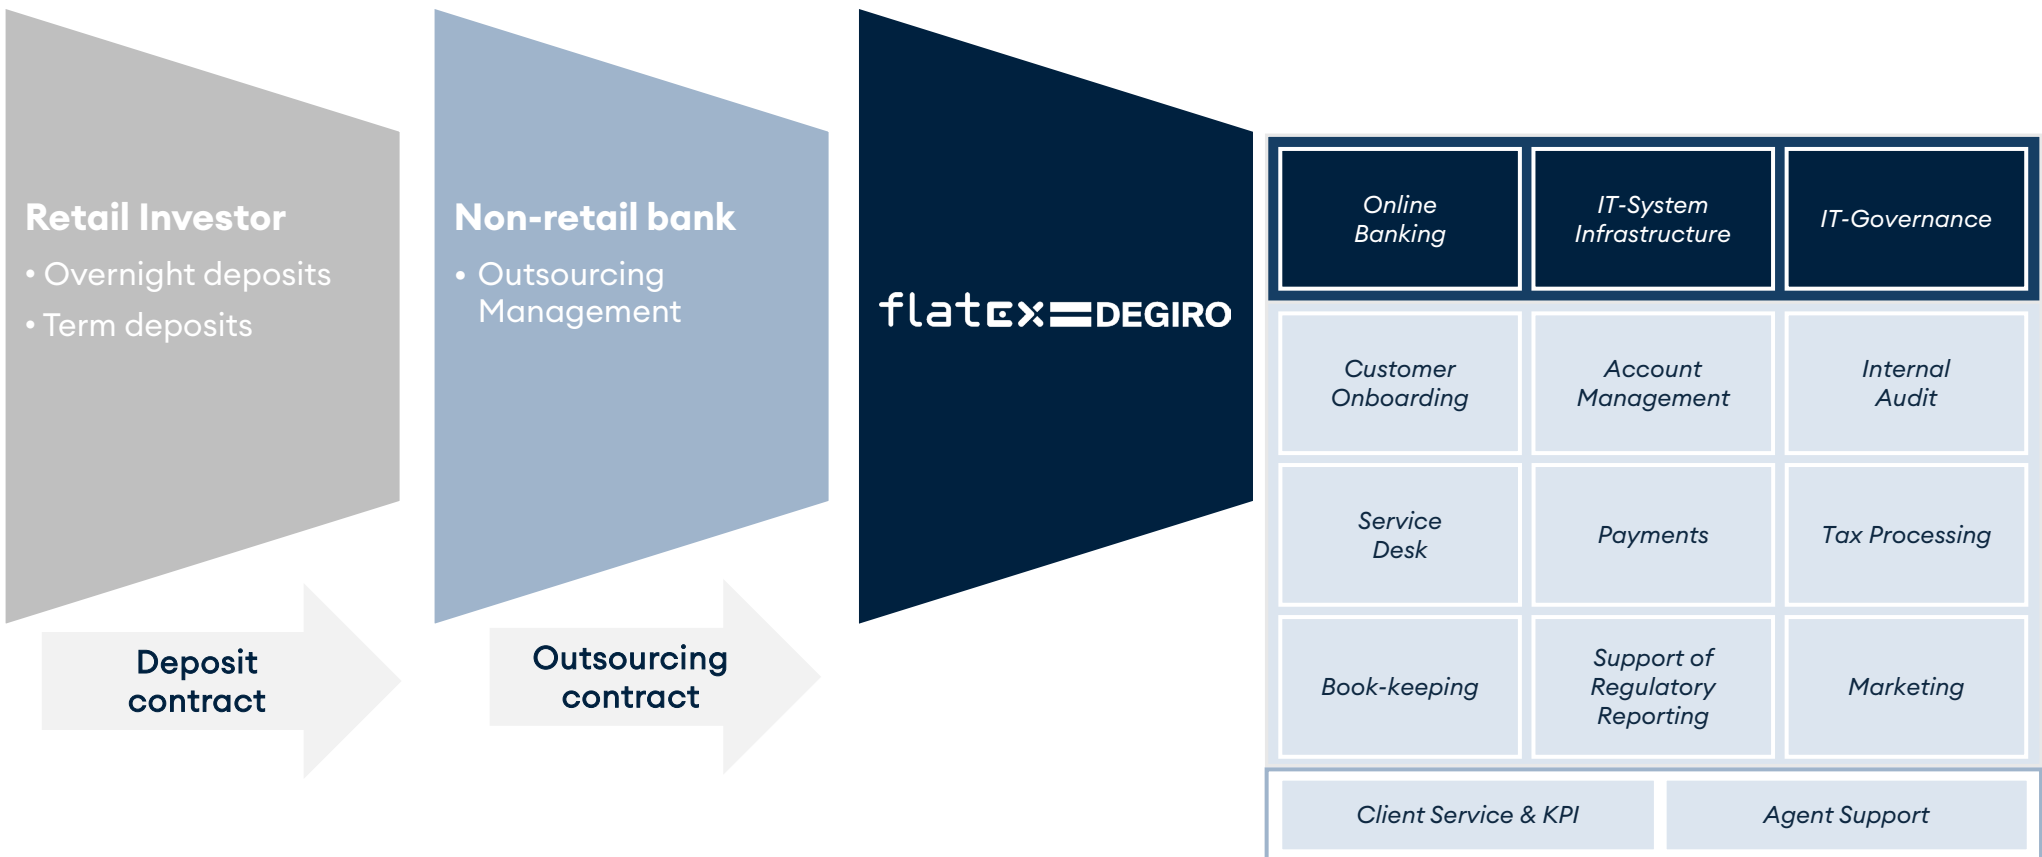 Retail Investor
• Overnight deposits
• Term deposits
Deposit
contract
Non-retail bank
• Outsourcing
Management
Outsourcing
contract
flatex=DEGIRO
Online
Banking
IT-System
Infrastructure
IT-Governance
Customer
Onboarding
Account
Management
Internal
Audit
Service
Desk
Payments
Tax Processing
Book-keeping
Support of
Regulatory
Reporting
Marketing
Client Service & KPI
Agent Support